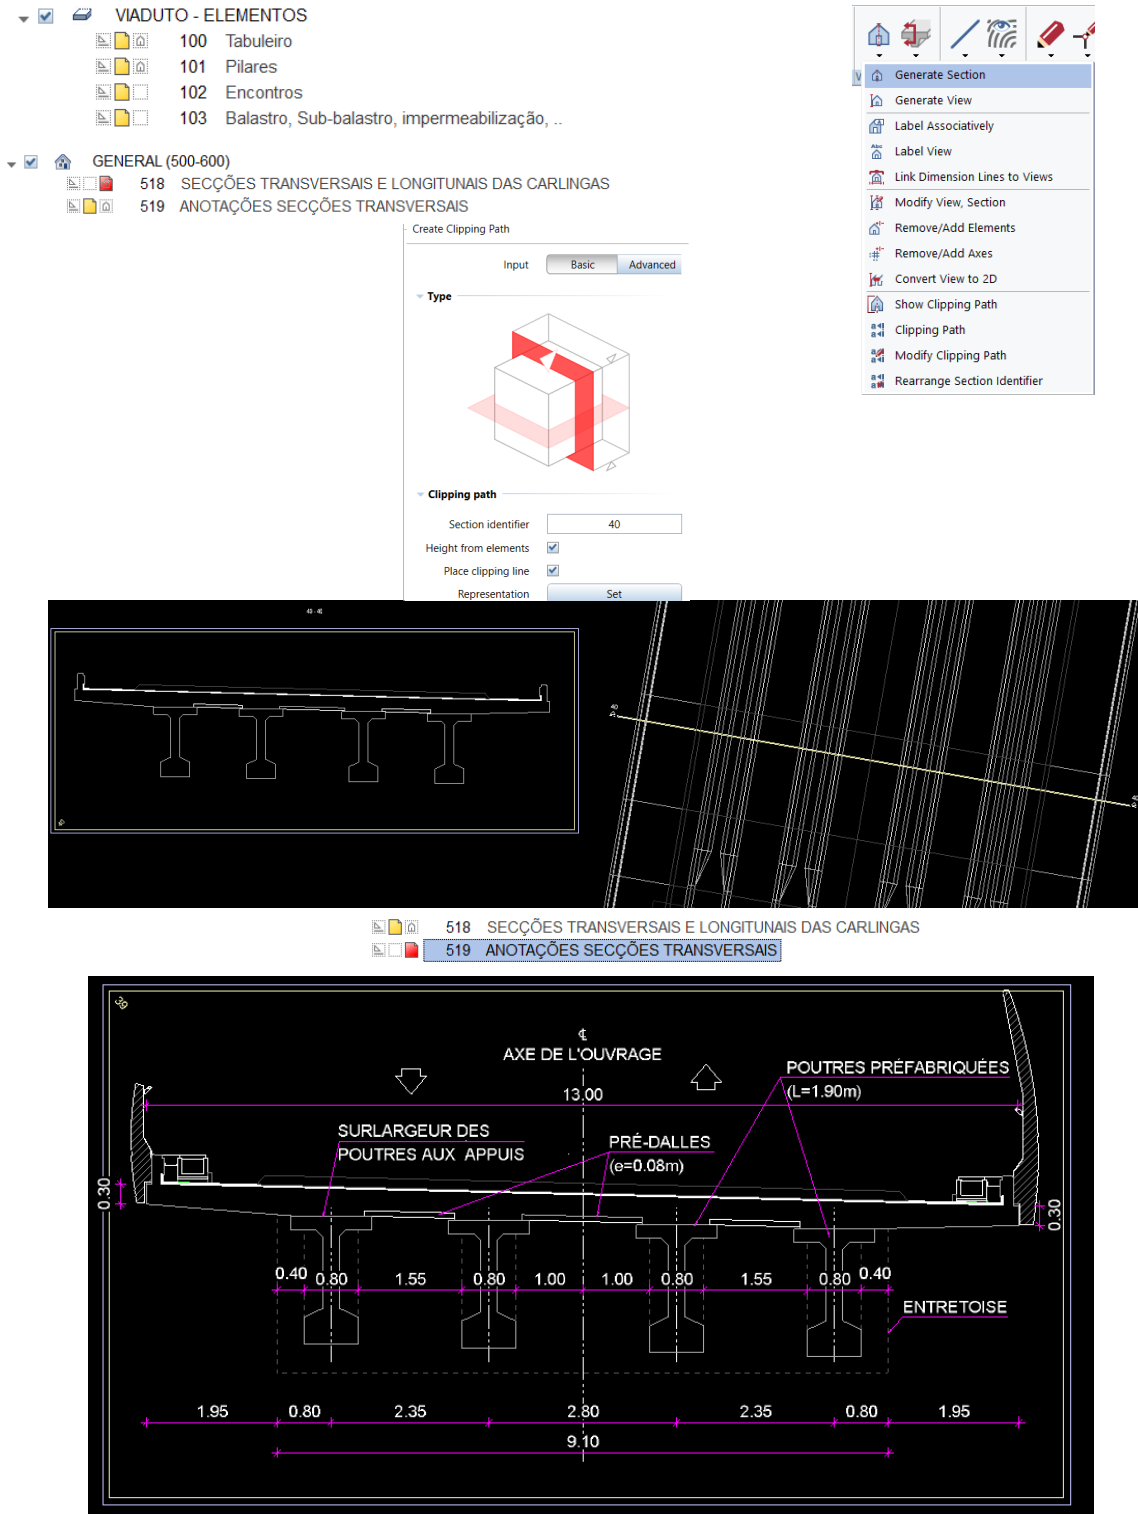 VIADUTO - ELEMENTOS
100 Tabuleiro
101 Pilares
102 Encontros
103 Balastro, Sub-balastro, impermeabilização, ..
GENERAL (500-600)
518 SECÇÕES TRANSVERSAIS E LONGITUNAIS DAS CARLINGAS
519 ANOTAÇÕES SECÇÕES TRANSVERSAIS
Generate Section
Generate View
Label Associatively
Label View
Link Dimension Lines to Views
Modify View, Section
Remove/Add Elements
Remove/Add Axes
Convert View to 2D
Show Clipping Path
Clipping Path
Modify Clipping Path
Rearrange Section Identifier
Create Clipping Path
Input Basic Advanced
Type
Clipping path
Section identifier 40
Height from elements
Place clipping line
Representation Set
40 - 40
40
518 SECÇÕES TRANSVERSAIS E LONGITUNAIS DAS CARLINGAS
519 ANOTAÇÕES SECÇÕES TRANSVERSAIS
39
AXE DE L'OUVRAGE
POUTRES PRÉFABRIQUÉES
(L=1.90m)
13.00
SURLARGEUR DES
POUTRES AUX APPUIS
PRÉ-DALLES
(e=0.08m)
0.30
0.30
0.40 0.80 1.55 0.80 1.00 1.00 0.80 1.55 0.80 0.40
ENTRETOISE
1.95 0.80 2.35 2.80 2.35 0.80 1.95
9.10